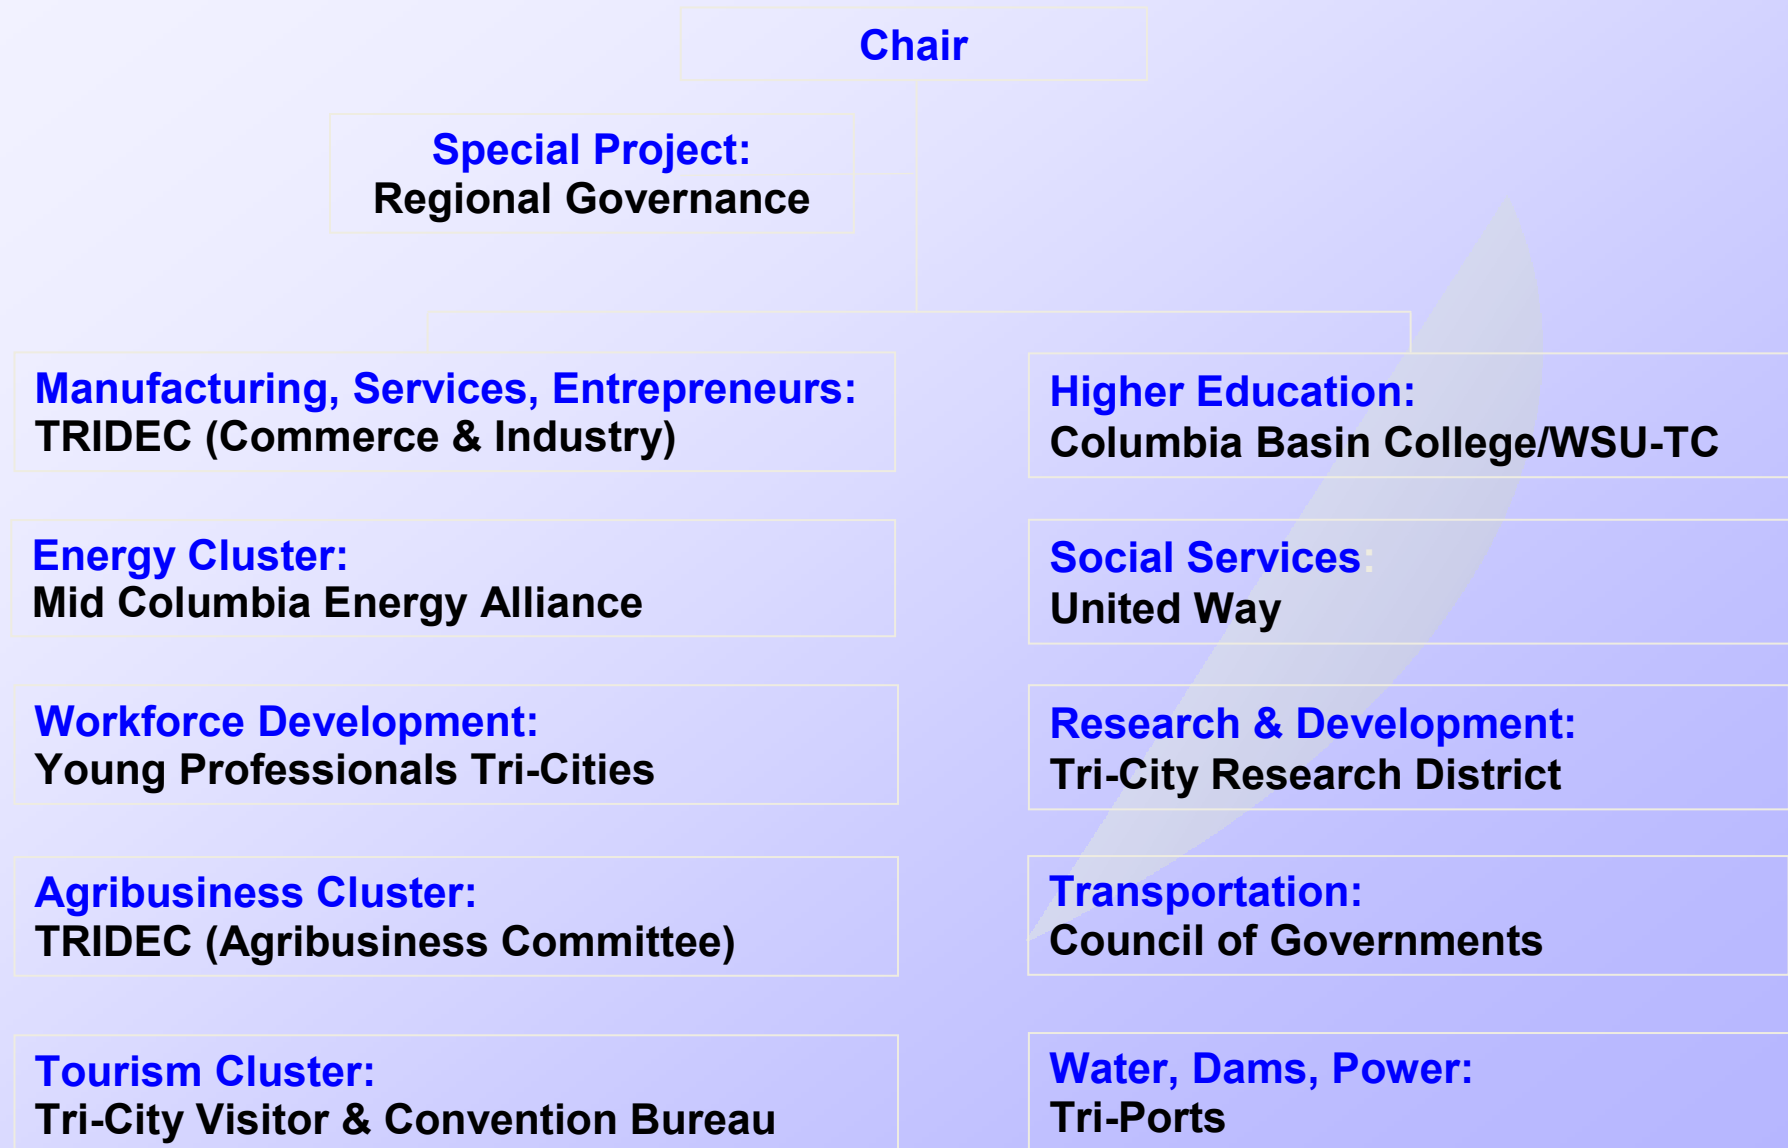 Chair
Special Project:
Regional Governance
Manufacturing, Services, Entrepreneurs:
TRIDEC (Commerce & Industry)
Energy Cluster:
Mid Columbia Energy Alliance
Workforce Development:
Young Professionals Tri-Cities
Agribusiness Cluster:
TRIDEC (Agribusiness Committee)
Tourism Cluster:
Tri-City Visitor & Convention Bureau
Higher Education:
Columbia Basin College/WSU-TC
Social Services:
United Way
Research & Development:
Tri-City Research District
Transportation:
Council of Governments
Water, Dams, Power:
Tri-Ports